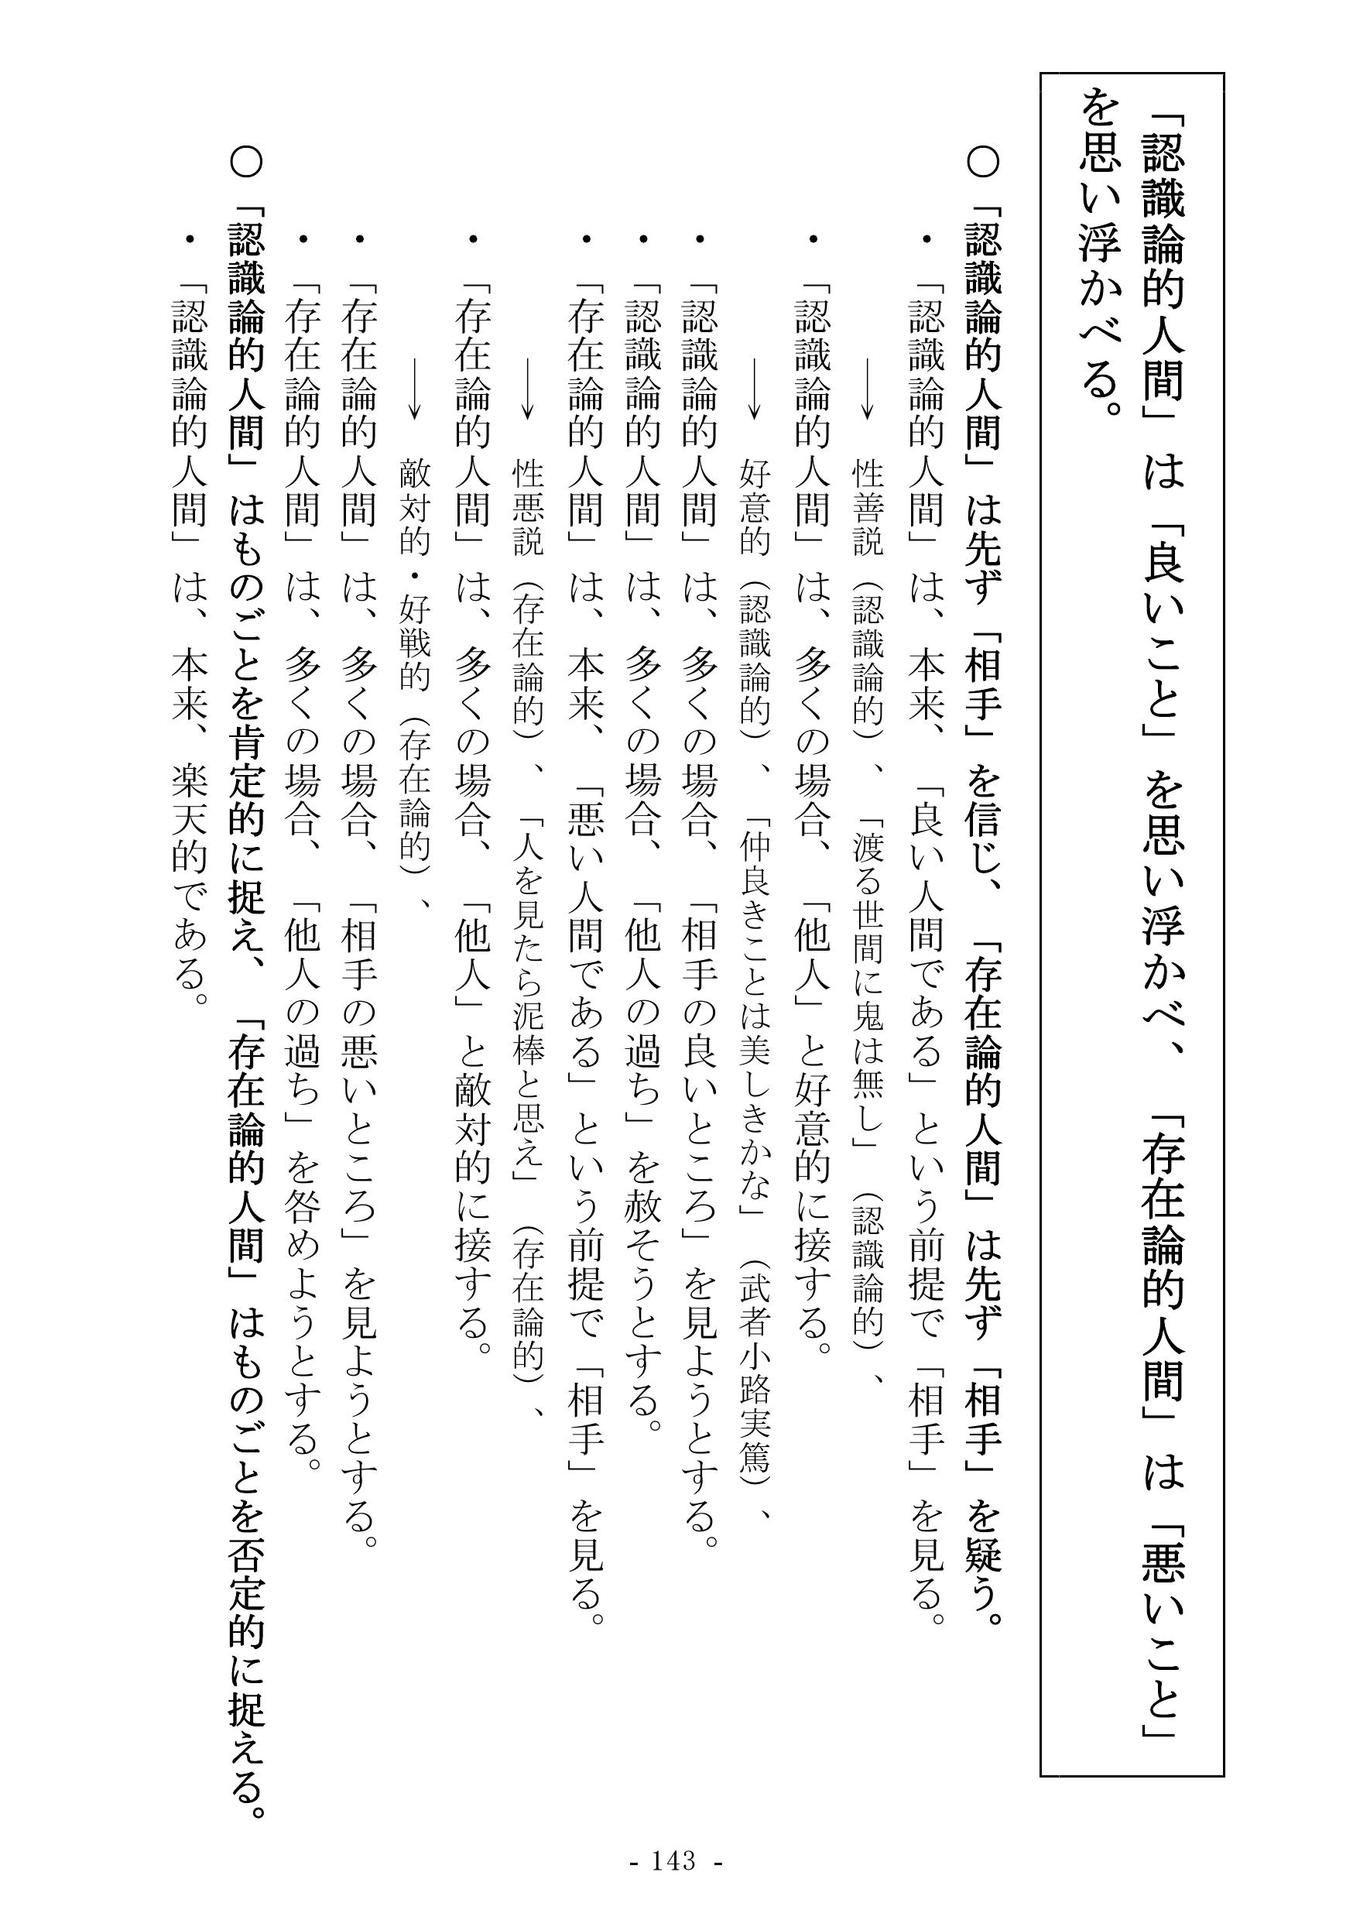 「認識論的人間」は「良いこと」を思い浮かべ、「存在論的人間」は「悪いこと」
を思い浮かべる。
○「認識論的人間」は先ず「相手」を信じ、「存在論的人間」は先ず「相手」を疑う。
・「認識論的人間」は、本来、「良い人間である」という前提で「相手」を見る。
→ 性善説（認識論的）、「渡る世間に鬼は無し」（認識論的）、
・「認識論的人間」は、多くの場合、「他人」と好意的に接する。
→ 好意的（認識論的）、「仲良きことは美しきかな」（武者小路実篤）、
・「認識論的人間」は、多くの場合、「相手の良いところ」を見ようとする。
・「認識論的人間」は、多くの場合、「他人の過ち」を赦そうとする。
・「存在論的人間」は、本来、「悪い人間である」という前提で「相手」を見る。
→ 性悪説（存在論的）、「人を見たら泥棒と思え」（存在論的）、
・「存在論的人間」は、多くの場合、「他人」と敵対的に接する。
→ 敵対的・好戦的（存在論的）、
・「存在論的人間」は、多くの場合、「相手の悪いところ」を見ようとする。
・「存在論的人間」は、多くの場合、「他人の過ち」を咎めようとする。
○「認識論的人間」はものごとを肯定的に捉え、「存在論的人間」はものごとを否定的に捉える。
・「認識論的人間」は、本来、楽天的である。
- 143 -